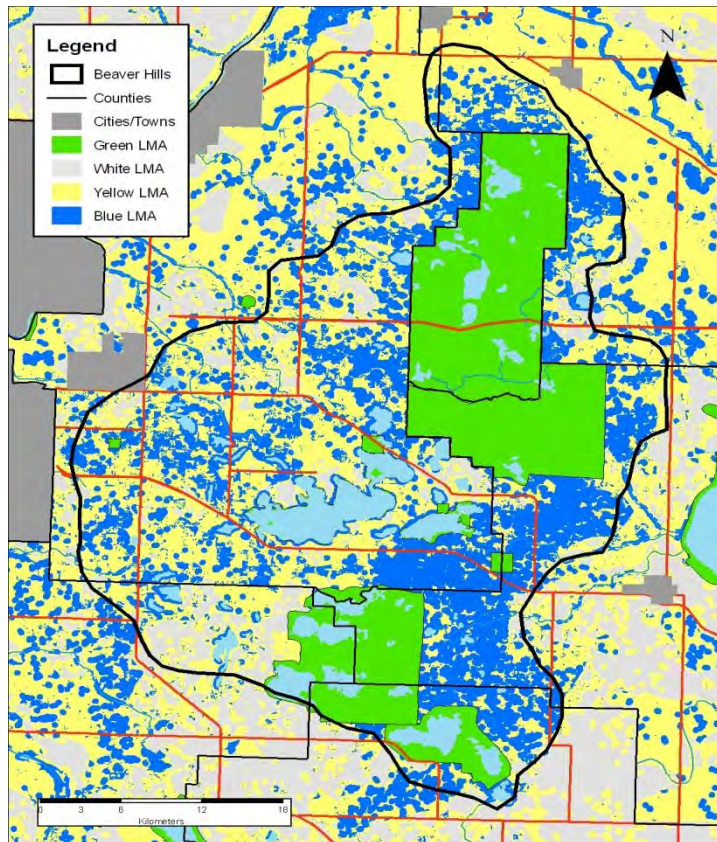 N
Legend
Beaver Hills
Counties
Cities/Towns
Green LMA
White LMA
Yellow LMA
Blue LMA
0 3 6 12 18
Kilometers